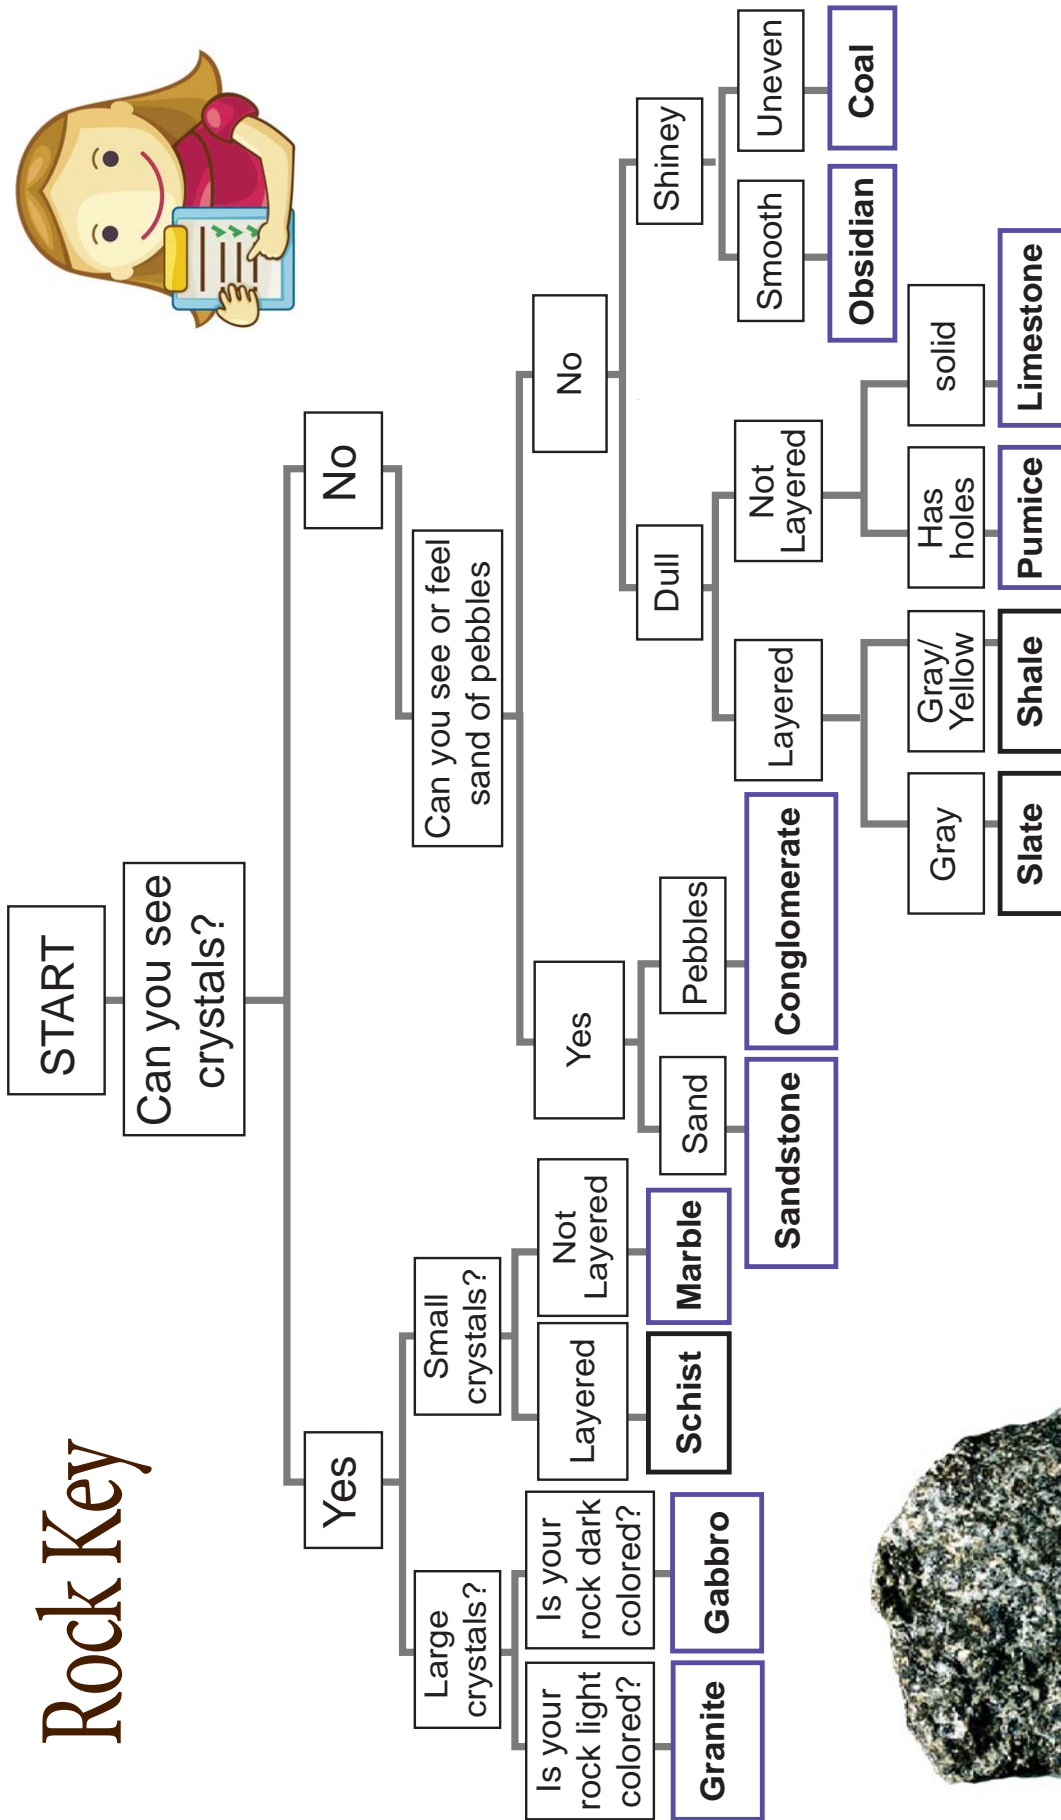 Rock Key
START
Can you see
crystals?
Yes
No
Large
crystals?
Small
crystals?
Can you see or feel
sand of pebbles
Is your
rock light
colored?
Is your
rock dark
colored?
Layered
Not
Layered
Yes
No
Granite
Gabbro
Schist
Marble
Sand
Pebbles
Dull
Shiney
Sandstone
Conglomerate
Layered
Not
Layered
Smooth
Uneven
Obsidian
Coal
Gray
Gray/
Yellow
Has
holes
solid
Slate
Shale
Pumice
Limestone